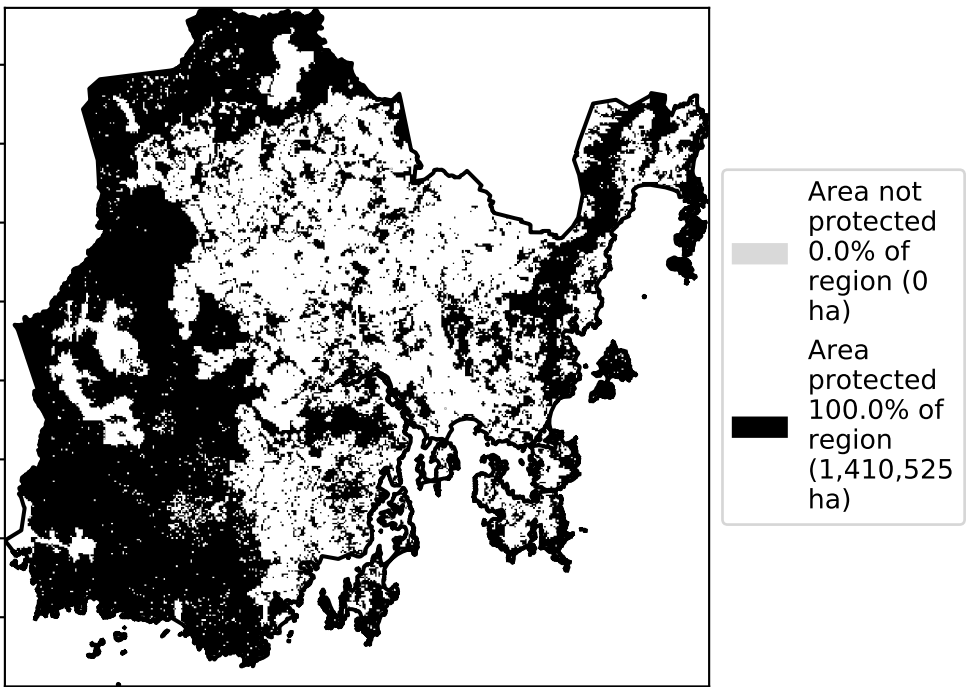 Area not
protected
0.0% of
region (0
ha)
Area
protected
100.0% of
region
(1,410,525
ha)